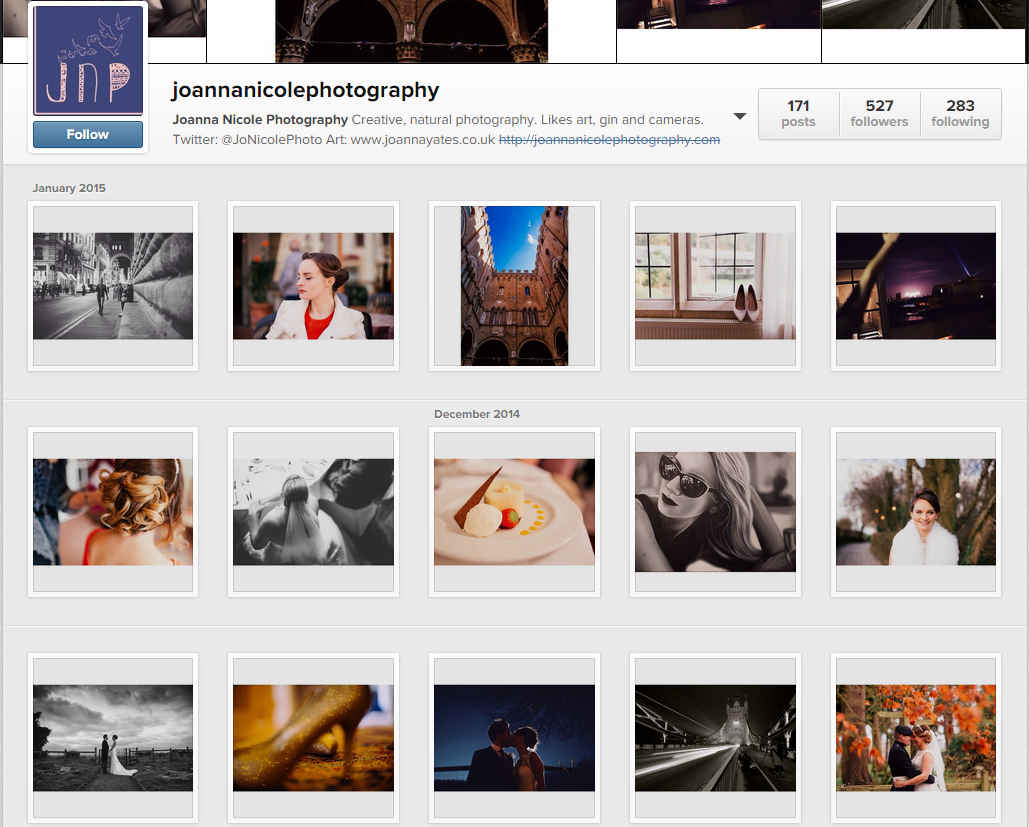 JNP
Follow
joannanicolephotography
Joanna Nicole Photography Creative, natural photography. Likes art, gin and cameras.
Twitter: @JoNicolePhoto Art: www.joannayates.co.uk http://joannanicolephotography.com
171 posts
527 followers
283 following
January 2015
December 2014